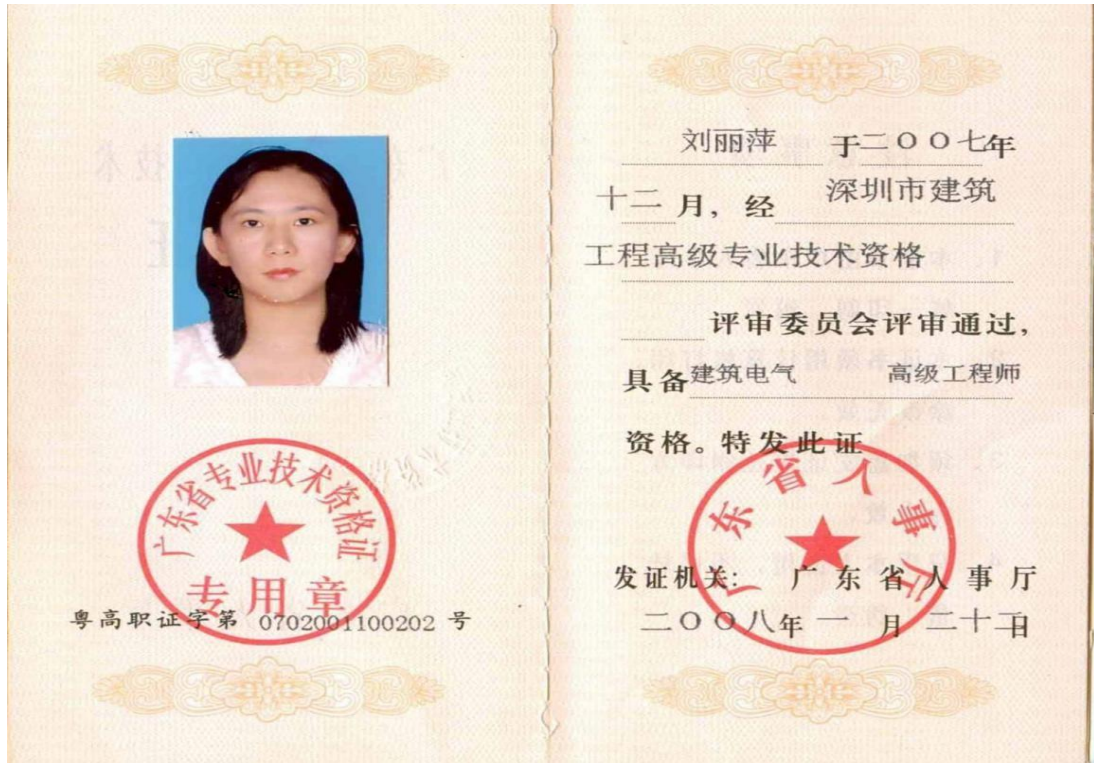 广东省专业技术资格证
专用章
粤高职证字第 0702001100202 号
刘丽萍 于二〇〇七年
十二月，经 深圳市建筑
工程高级专业技术资格
评审委员会评审通过，
具备建筑电气 高级工程师
资格。特发此证
广东省人事厅
发证机关： 广东省人事厅
二〇〇八年 一 月 二十二日